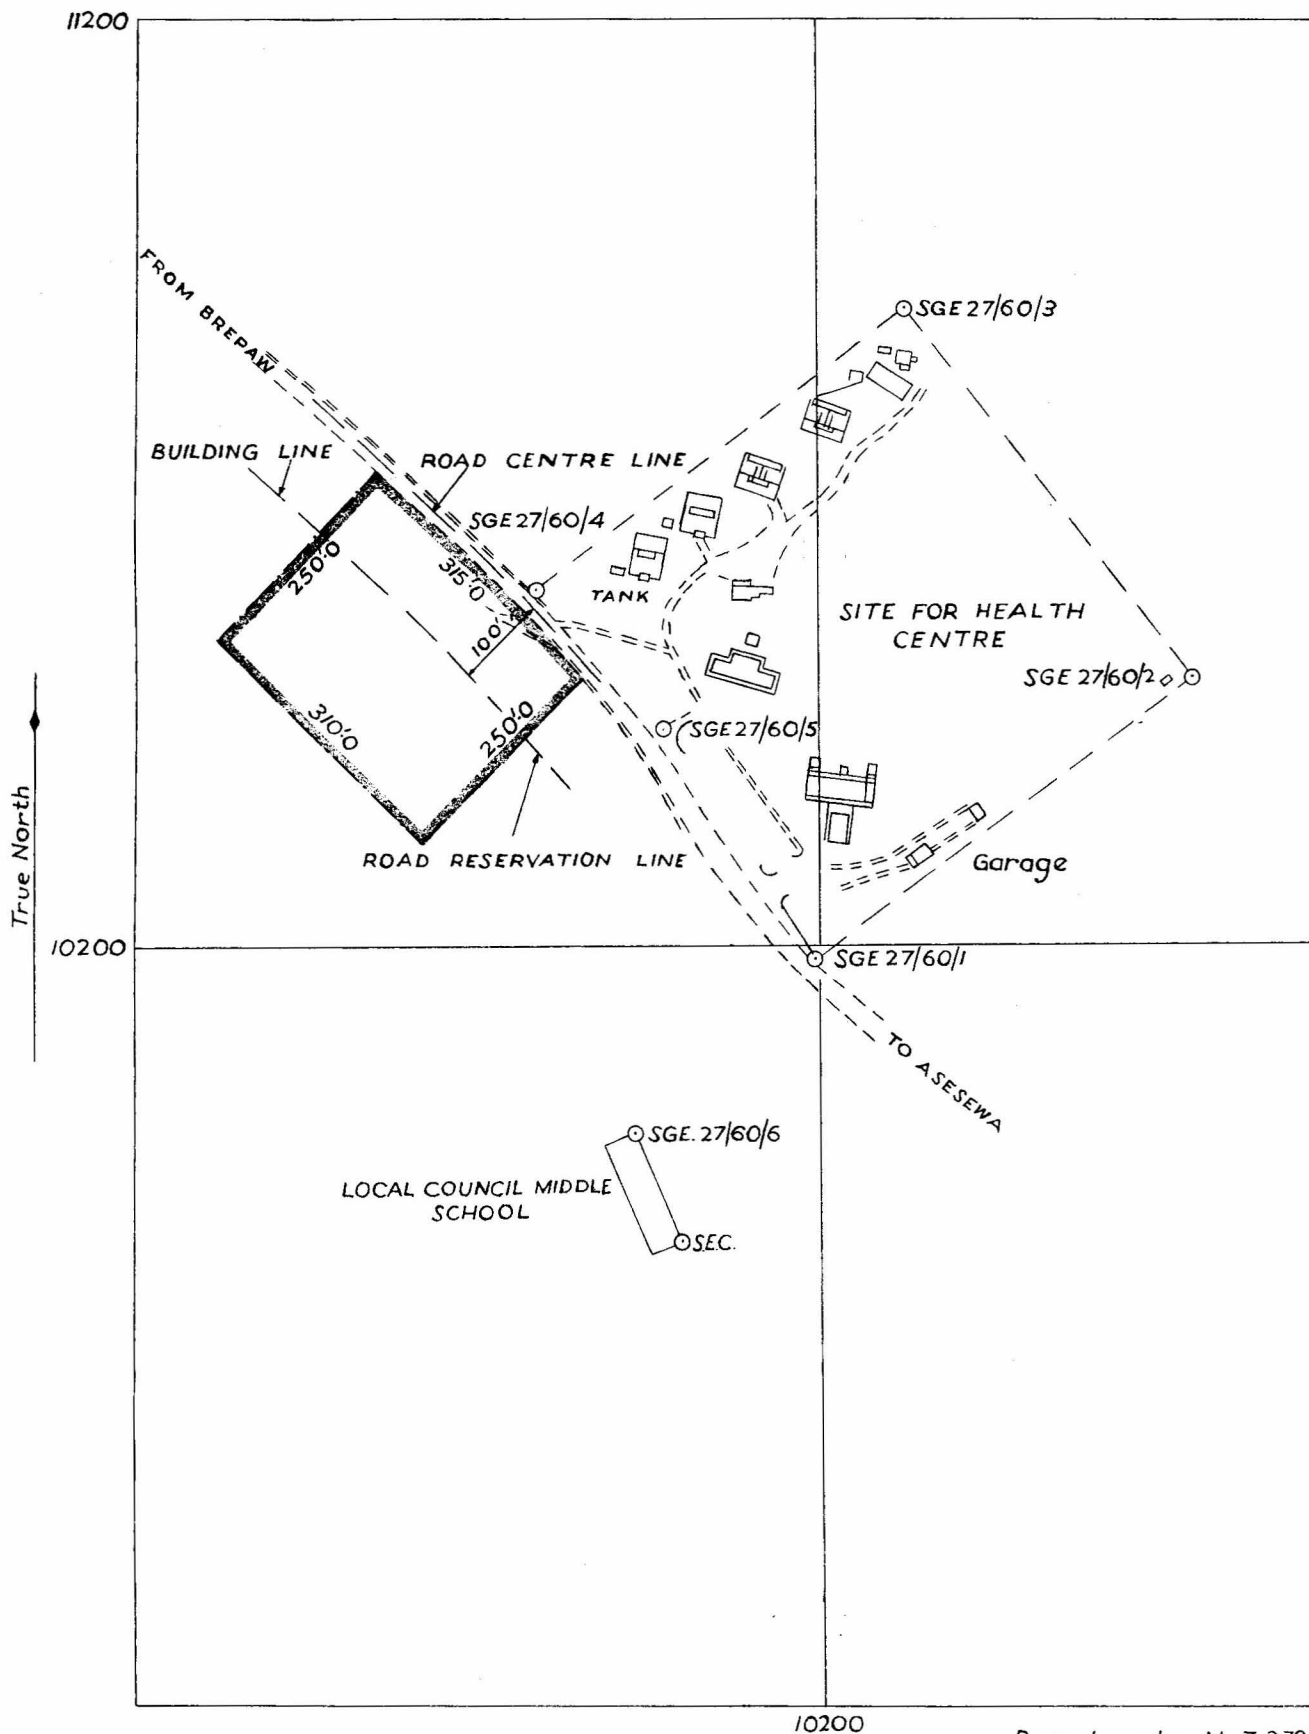 11200
FROM BREPAW
SGE 27/60/3
BUILDING LINE
ROAD CENTRE LINE
SGE 27/60/4
250'.0
315'.0
TANK
100'
SITE FOR HEALTH
CENTRE
SGE 27/60/2
310'.0
250'.0
SGE 27/60/5
ROAD RESERVATION LINE
Garage
True North
10200
SGE 27/60/1
TO ASESEWA
SGE. 27/60/6
LOCAL COUNCIL MIDDLE
SCHOOL
S.E.C.
10200